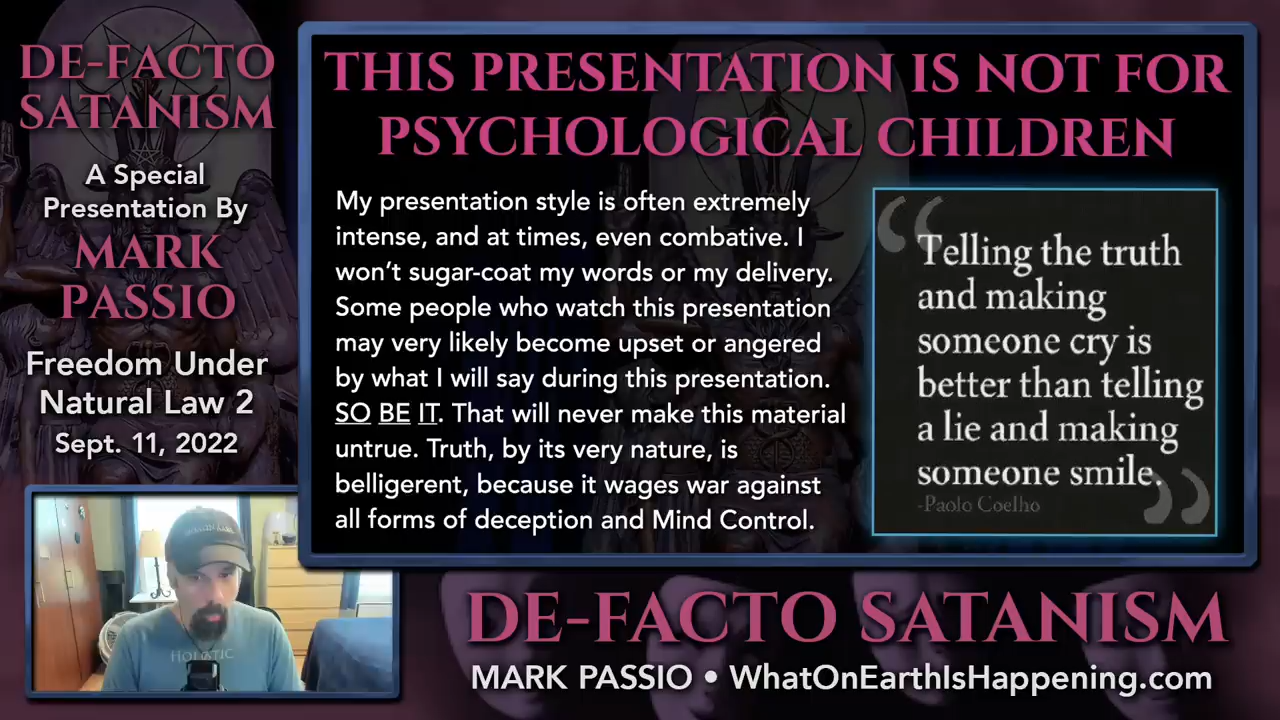 DE-FACTO
SATANISM
A Special
Presentation By
MARK
PASSIO
Freedom Under
Natural Law 2
Sept. 11, 2022
THIS PRESENTATION IS NOT FOR
PSYCHOLOGICAL CHILDREN
My presentation style is often extremely
intense, and at times, even combative. I
won’t sugar-coat my words or my delivery.
Some people who watch this presentation
may very likely become upset or angered
by what I will say during this presentation.
SO BE IT. That will never make this material
untrue. Truth, by its very nature, is
belligerent, because it wages war against
all forms of deception and Mind Control.
“Telling the truth
and making
someone cry is
better than telling
a lie and making
someone smile.”
-Paolo Coelho
HOLISTIC
DE-FACTO SATANISM
MARK PASSIO • WhatOnEarthIsHappening.com